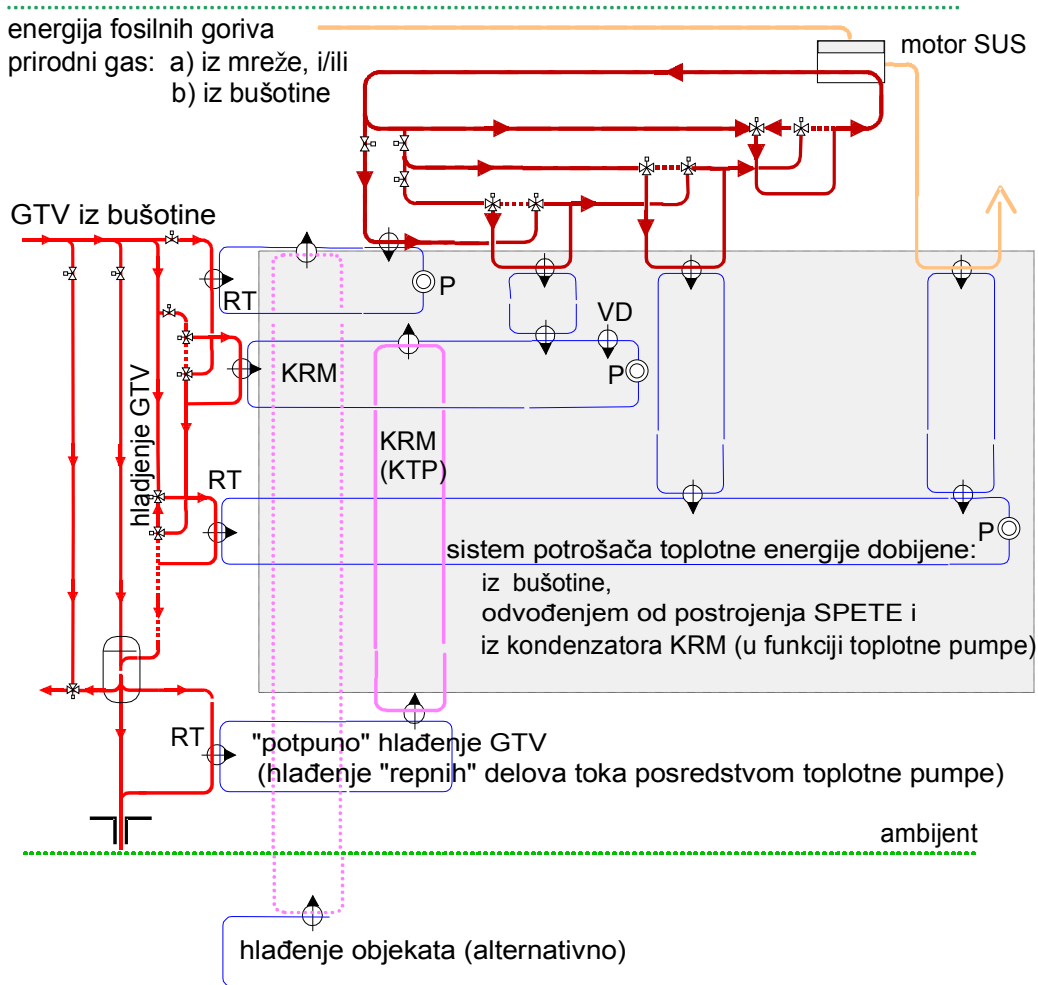 energija fosilnih goriva
prirodni gas: a) iz mreže, i/ili
b) iz bušotine
motor SUS
GTV iz bušotine
RT
P
VD
KRM
P
KRM
(KTP)
hladjenje GTV
RT
P
sistem potrošača toplotne energije dobijene:
iz bušotine,
odvođenjem od postrojenja SPETE i
iz kondenzatora KRM (u funkciji toplotne pumpe)
RT
"potpuno" hlađenje GTV
(hlađenje "repnih" delova toka posredstvom toplotne pumpe)
ambijent
hlađenje objekata (alternativno)